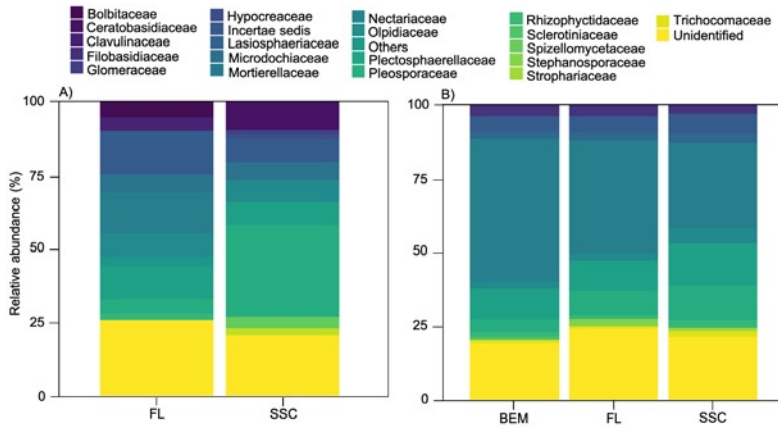 Bolbitaceae
Ceratobasidiaceae
Clavulinaceae
Filobasidiaceae
Glomeraceae
Hypocreaceae
Incertae sedis
Lasiosphaeriaceae
Microdochiaceae
Mortierellaceae
Nectariaceae
Olpidiaceae
Others
Plectosphaerellaceae
Pleosporaceae
Rhizophyctidaceae
Sclerotiniaceae
Spizellomycetaceae
Stephanosporaceae
Strophariaceae
Trichocomaceae
Unidentified
A)
Relative abundance (%)
100
75
50
25
0
FL SSC
B)
100
75
50
25
0
BEM FL SSC